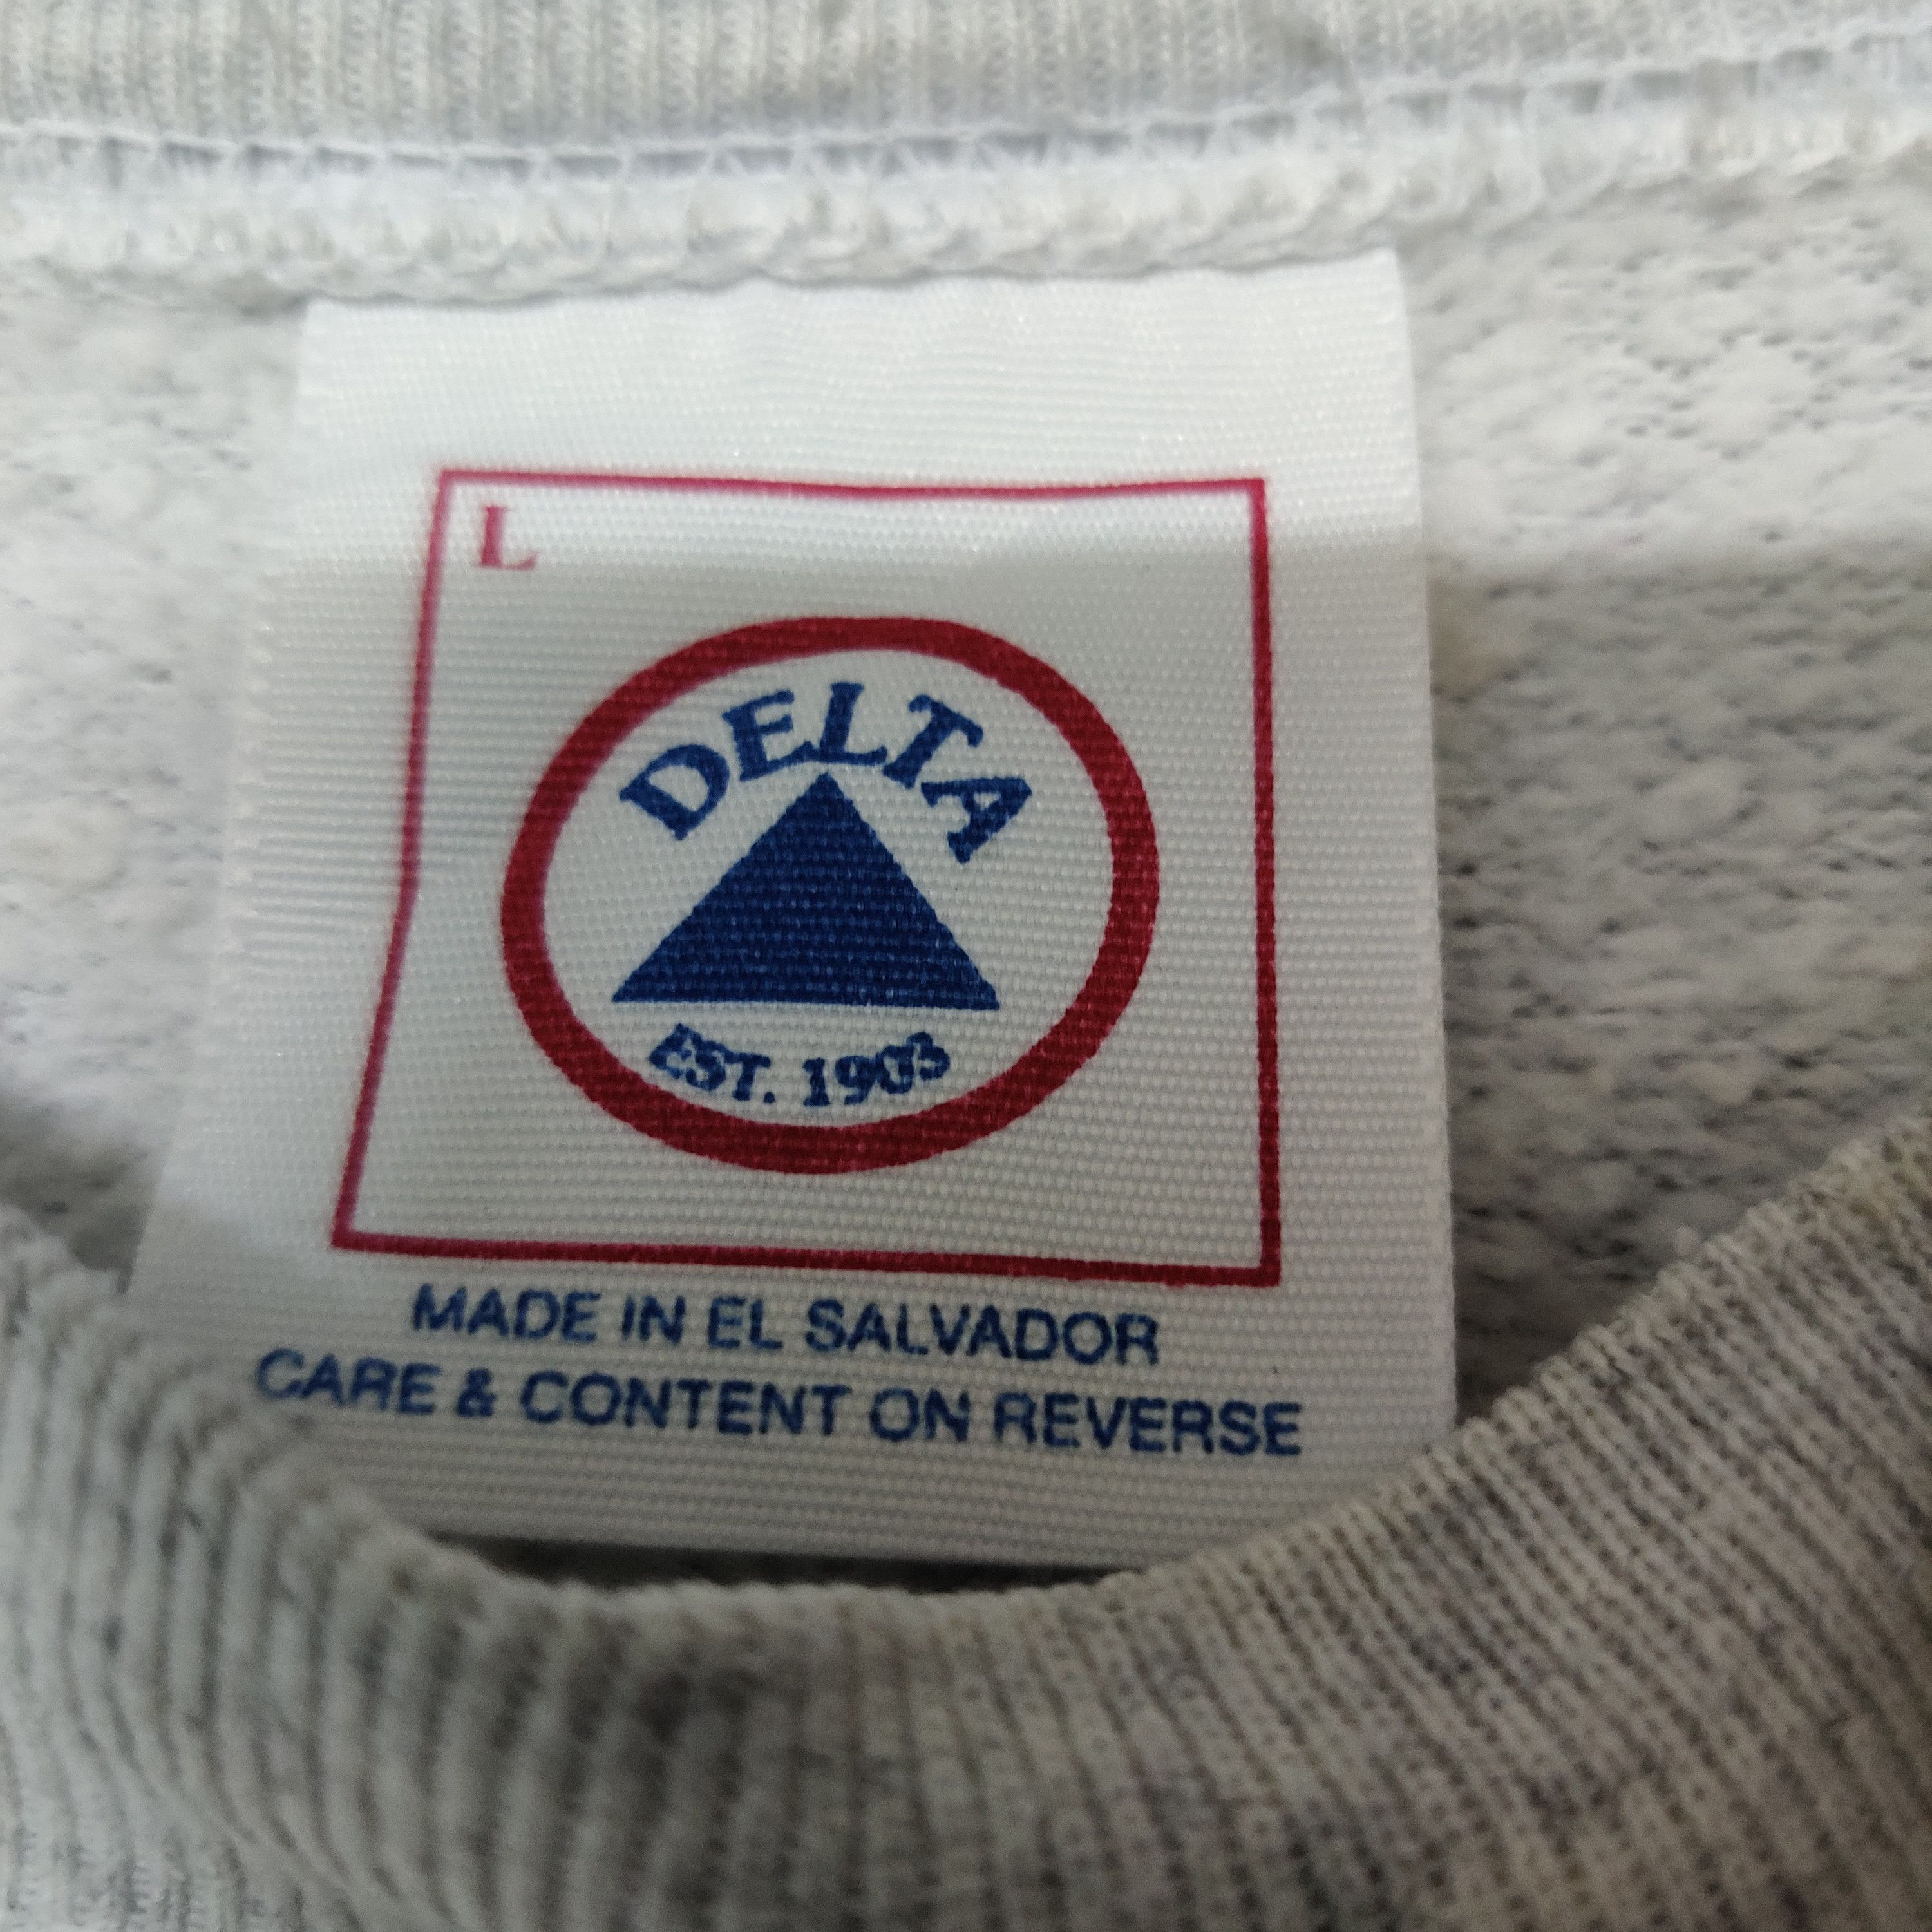 L
DELTA
EST. 1903
MADE IN EL SALVADOR
CARE & CONTENT ON REVERSE